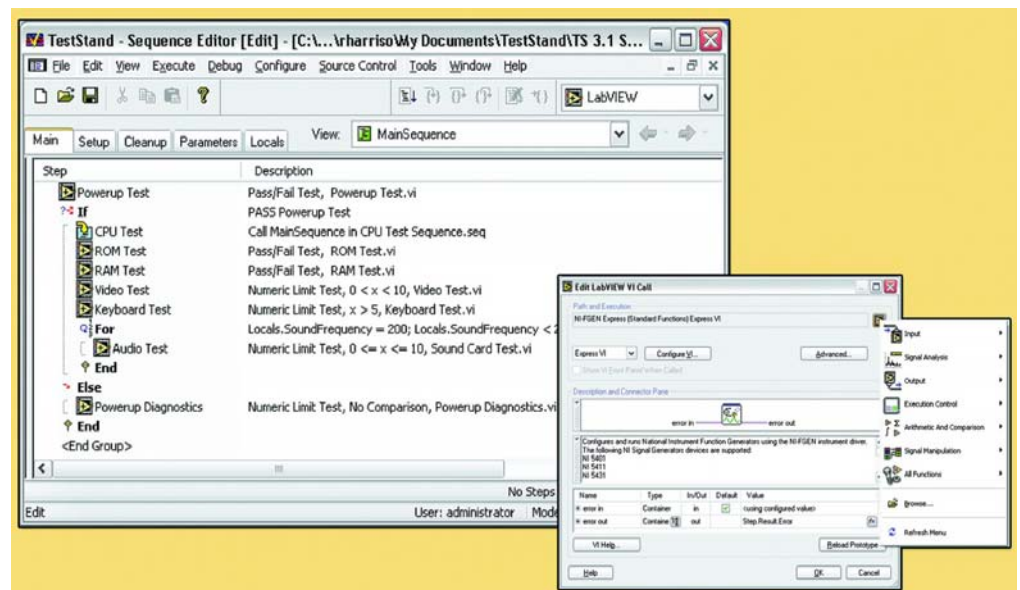 TestStand - Sequence Editor [Edit] - [C:\...\rharriso\My Documents\TestStand\TS 3.1 S...
File Edit View Execute Debug Configure Source Control Tools Window Help
LabVIEW
Main Setup Cleanup Parameters Locals View: MainSequence
Step Description
Powerup Test Pass/Fail Test, Powerup Test.vi
If PASS Powerup Test
CPU Test Call MainSequence in CPU Test Sequence.seq
ROM Test Pass/Fail Test, ROM Test.vi
RAM Test Pass/Fail Test, RAM Test.vi
Video Test Numeric Limit Test, 0 < x < 10, Video Test.vi
Keyboard Test Numeric Limit Test, x > 5, Keyboard Test.vi
For Locals.SoundFrequency = 200; Locals.SoundFrequency < 2
Audio Test Numeric Limit Test, 0 <= x <= 10, Sound Card Test.vi
End
Else
Powerup Diagnostics Numeric Limit Test, No Comparison, Powerup Diagnostics.vi
End
<End Group>
No Steps
Edit User: administrator Mode
Edit LabVIEW VI Call
Path and Execution
NI-FGEN Express (Standard Functions) Express VI
Express VI Configure VI... Advanced...
Show VI Front Panel When Called
Description and Connector Pane
error in error out
Configures and runs National Instrument Function Generators using the NI-FGEN instrument driver.
The following NI Signal Generators devices are supported:
NI 5401
NI 5411
NI 5431
Name Type In/Out Default Value
error in Container in <using configured value>
error out Containe out Step.Result.Error
VI Help... Reload Prototype
Help OK Cancel
Input
Signal Analysis
Output
Execution Control
Arithmetic And Comparison
Signal Manipulation
All Functions
Browse...
Refresh Menu